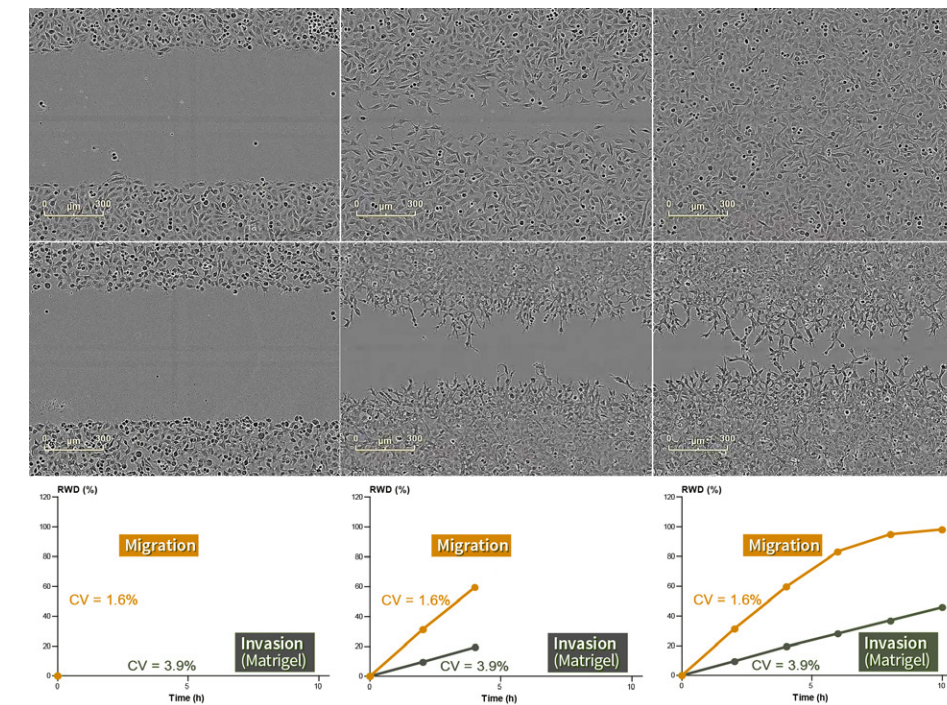 0 µm 300
0 µm 300
0 µm 300
0 µm 300
0 µm 300
0 µm 300
RWD (%)
120
100
80
60
40
20
0
Migration
CV = 1.6%
Invasion
(Matrigel)
CV = 3.9%
0 5 10
Time (h)
RWD (%)
120
100
80
60
40
20
0
Migration
CV = 1.6%
Invasion
(Matrigel)
CV = 3.9%
0 5 10
Time (h)
RWD (%)
120
100
80
60
40
20
0
Migration
CV = 1.6%
Invasion
(Matrigel)
CV = 3.9%
0 5 10
Time (h)